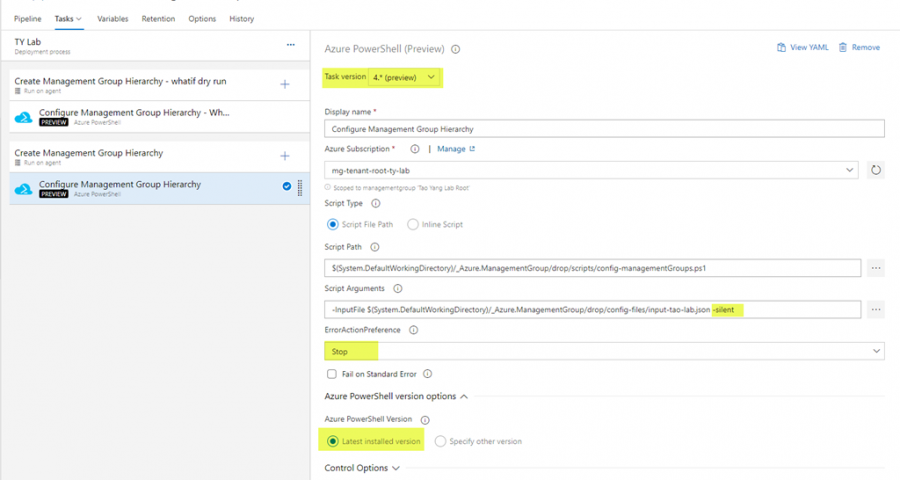 Pipeline Tasks Variables Retention Options History
TY Lab
Deployment process
...
Create Management Group Hierarchy - whatif dry run
Run on agent
Configure Management Group Hierarchy - Wh...
PREVIEW Azure PowerShell
Create Management Group Hierarchy
Run on agent
Configure Management Group Hierarchy
PREVIEW Azure PowerShell
Azure PowerShell (Preview)
View YAML Remove
Task version 4.* (preview)
Display name *
Configure Management Group Hierarchy
Azure Subscription * | Manage
mg-tenant-root-ty-lab
Scoped to managementgroup 'Tao Yang Lab Root'
Script Type
Script File Path Inline Script
Script Path
$(System.DefaultWorkingDirectory)/_Azure.ManagementGroup/drop/scripts/config-managementGroups.ps1
...
Script Arguments
-InputFile $(System.DefaultWorkingDirectory)/_Azure.ManagementGroup/drop/config-files/input-tao-lab.json -silent
...
ErrorActionPreference
Stop
Fail on Standard Error
Azure PowerShell version options
Azure PowerShell Version
Latest installed version Specify other version
Control Options